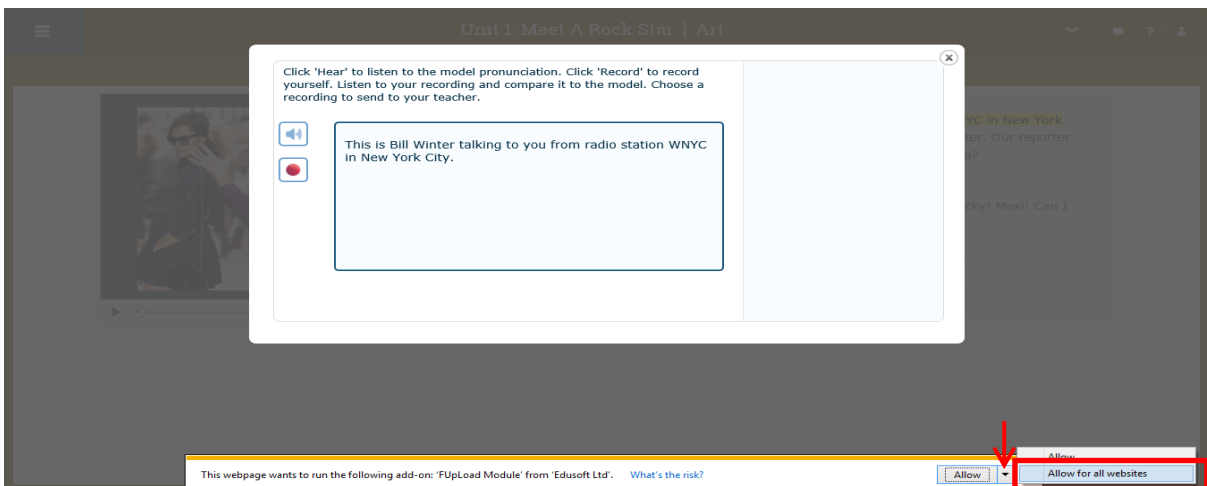 Unit 1: Meet A Rock Star | Art
?
Click 'Hear' to listen to the model pronunciation. Click 'Record' to record
yourself. Listen to your recording and compare it to the model. Choose a
recording to send to your teacher.
This is Bill Winter talking to you from radio station WNYC
in New York City.
YC in New York
ter. Our reporter
a?
cky! Maxi! Can I
This webpage wants to run the following add-on: 'FUpLoad Module' from 'Edusoft Ltd'. What's the risk?
Allow
Allow
Allow for all websites